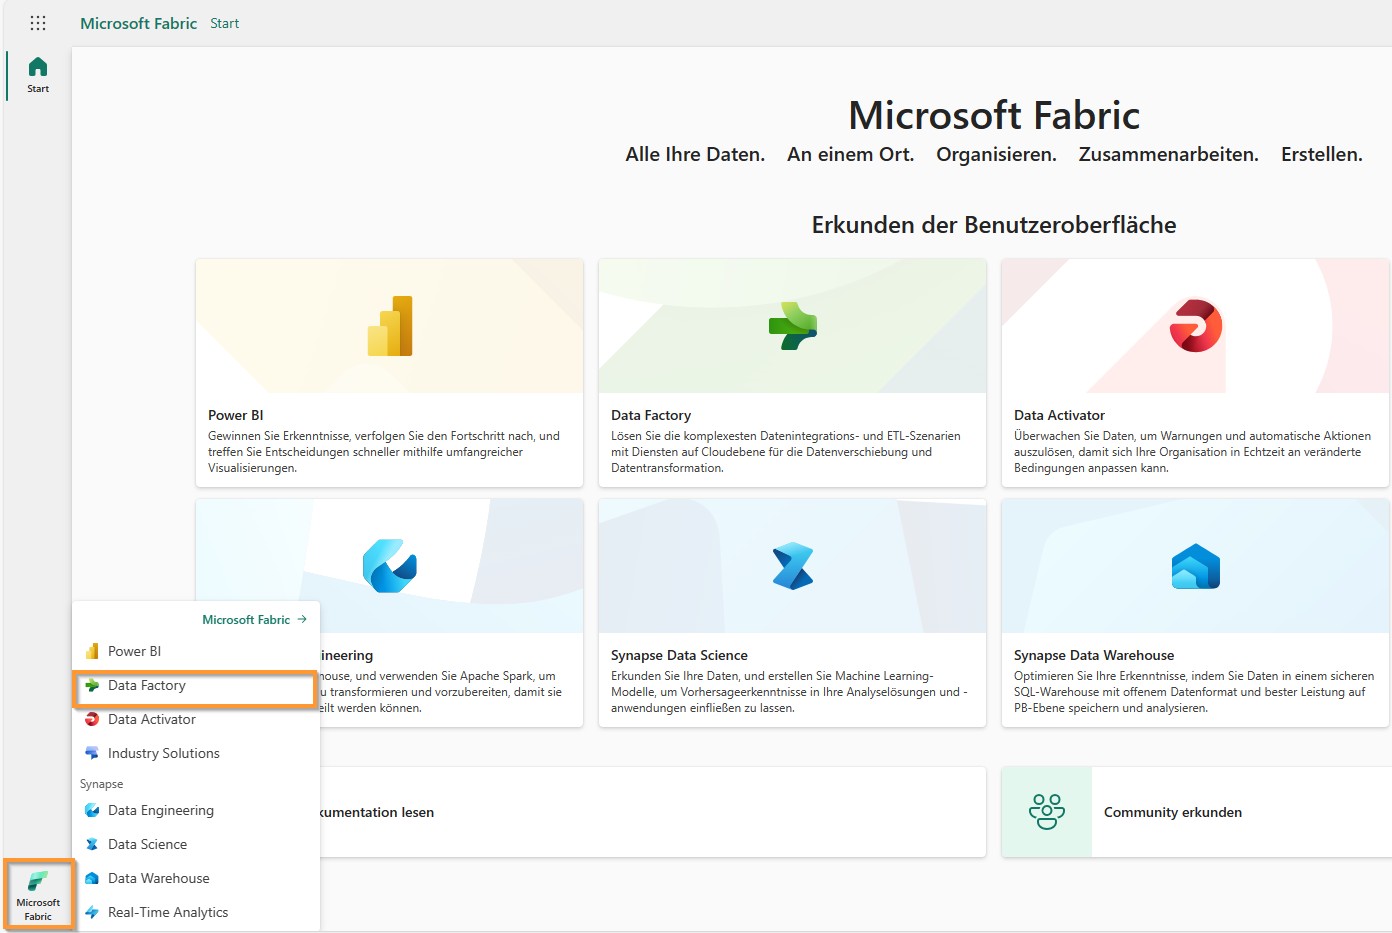 Microsoft Fabric Start
Start
Microsoft Fabric
Alle Ihre Daten. An einem Ort. Organisieren. Zusammenarbeiten. Erstellen.
Erkunden der Benutzeroberfläche
Power BI
Gewinnen Sie Erkenntnisse, verfolgen Sie den Fortschritt nach, und
treffen Sie Entscheidungen schneller mithilfe umfangreicher
Visualisierungen.
Data Factory
Lösen Sie die komplexesten Datenintegrations- und ETL-Szenarien
mit Diensten auf Cloudebene für die Datenverschiebung und
Datentransformation.
Data Activator
Überwachen Sie Daten, um Warnungen und automatische Aktionen
auszulösen, damit sich Ihre Organisation in Echtzeit an veränderte
Bedingungen anpassen kann.
ineering
ouse, und verwenden Sie Apache Spark, um
u transformieren und vorzubereiten, damit sie
eilt werden können.
Synapse Data Science
Erkunden Sie Ihre Daten, und erstellen Sie Machine Learning-
Modelle, um Vorhersageerkenntnisse in Ihre Analyselösungen und -
anwendungen einfließen zu lassen.
Synapse Data Warehouse
Optimieren Sie Ihre Erkenntnisse, indem Sie Daten in einem sicheren
SQL-Warehouse mit offenem Datenformat und bester Leistung auf
PB-Ebene speichern und analysieren.
kumentation lesen
Community erkunden
Microsoft Fabric →
Power BI
Data Factory
Data Activator
Industry Solutions
Synapse
Data Engineering
Data Science
Data Warehouse
Real-Time Analytics
Microsoft
Fabric